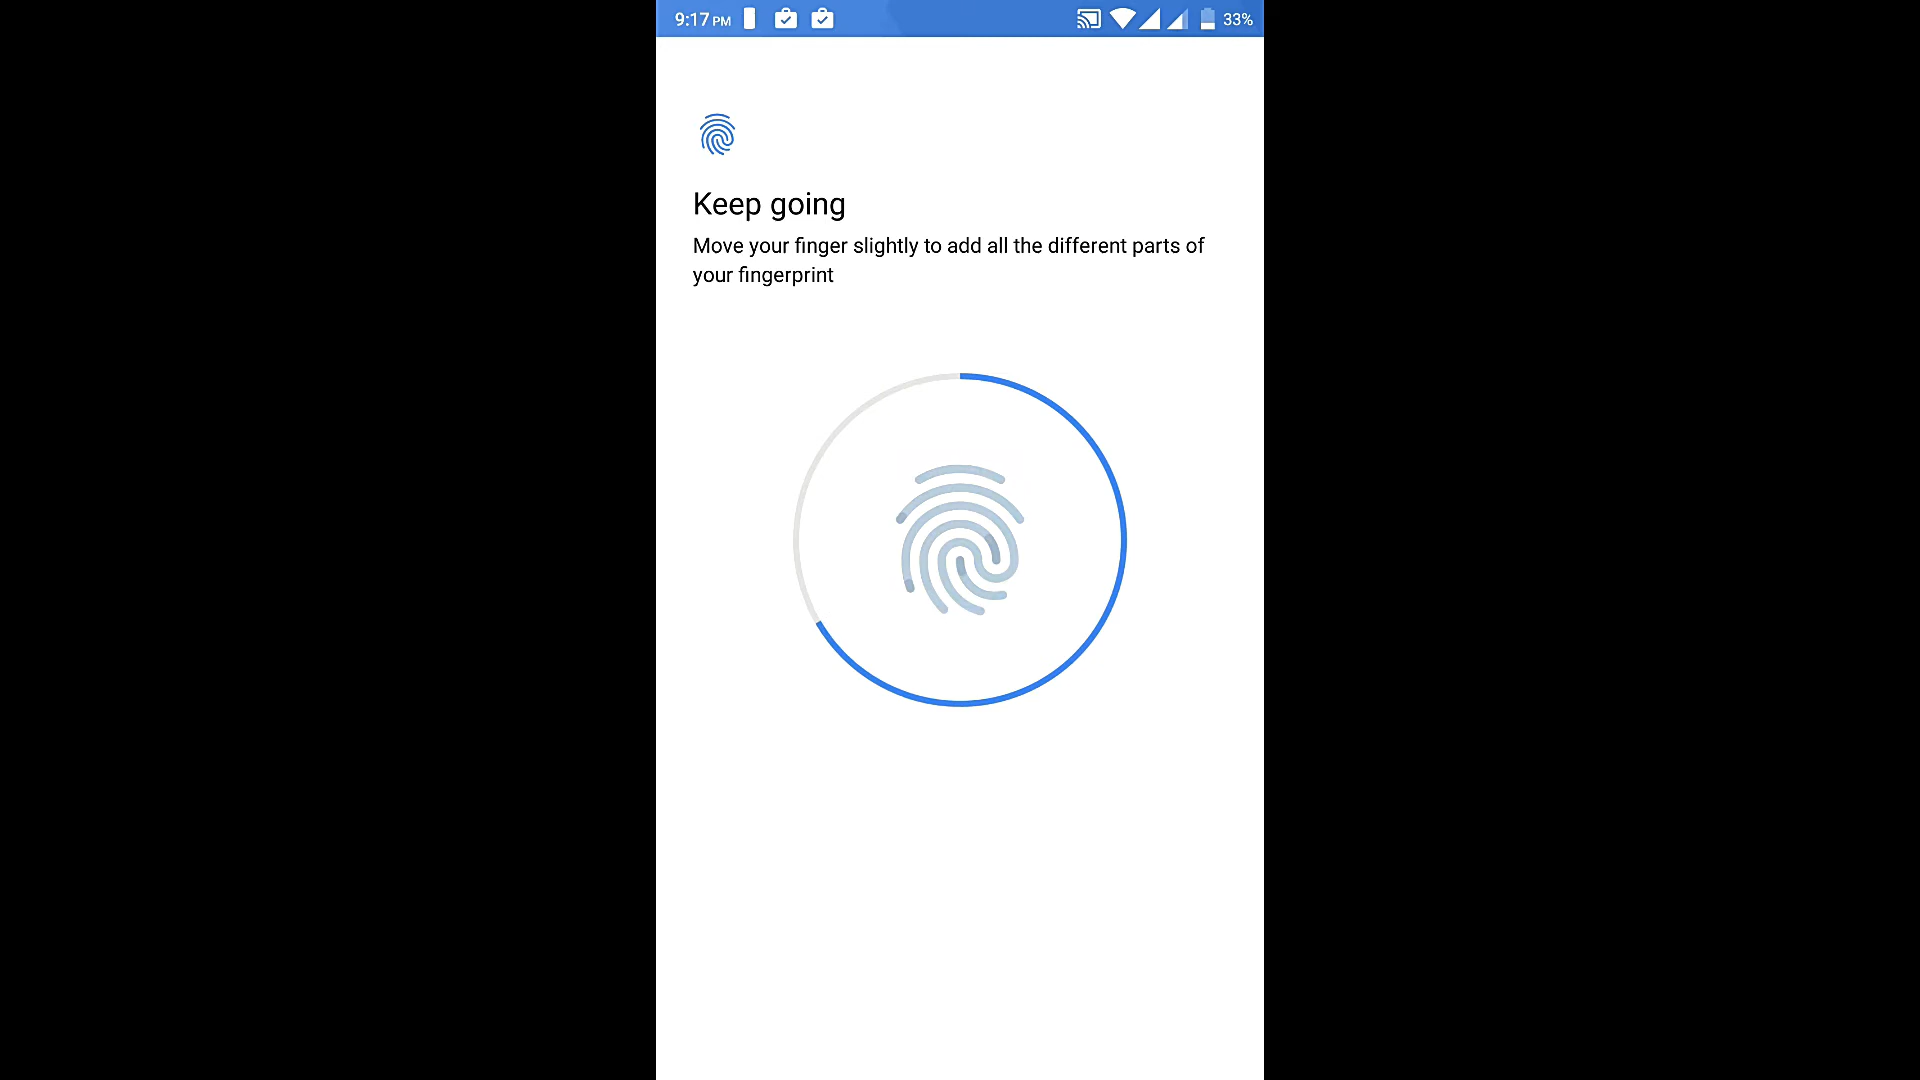 9:17 PM 33%
Keep going
Move your finger slightly to add all the different parts of
your fingerprint